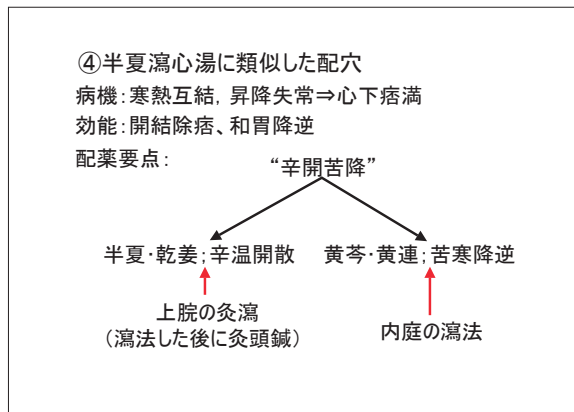 ④半夏瀉心湯に類似した配穴
病機：寒熱互結，昇降失常⇒心下痞満
効能：開結除痞、和胃降逆
配薬要点：
“辛開苦降”
半夏・乾姜；辛温開散
黄芩・黄連；苦寒降逆
上脘の灸瀉
（瀉法した後に灸頭鍼）
内庭の瀉法